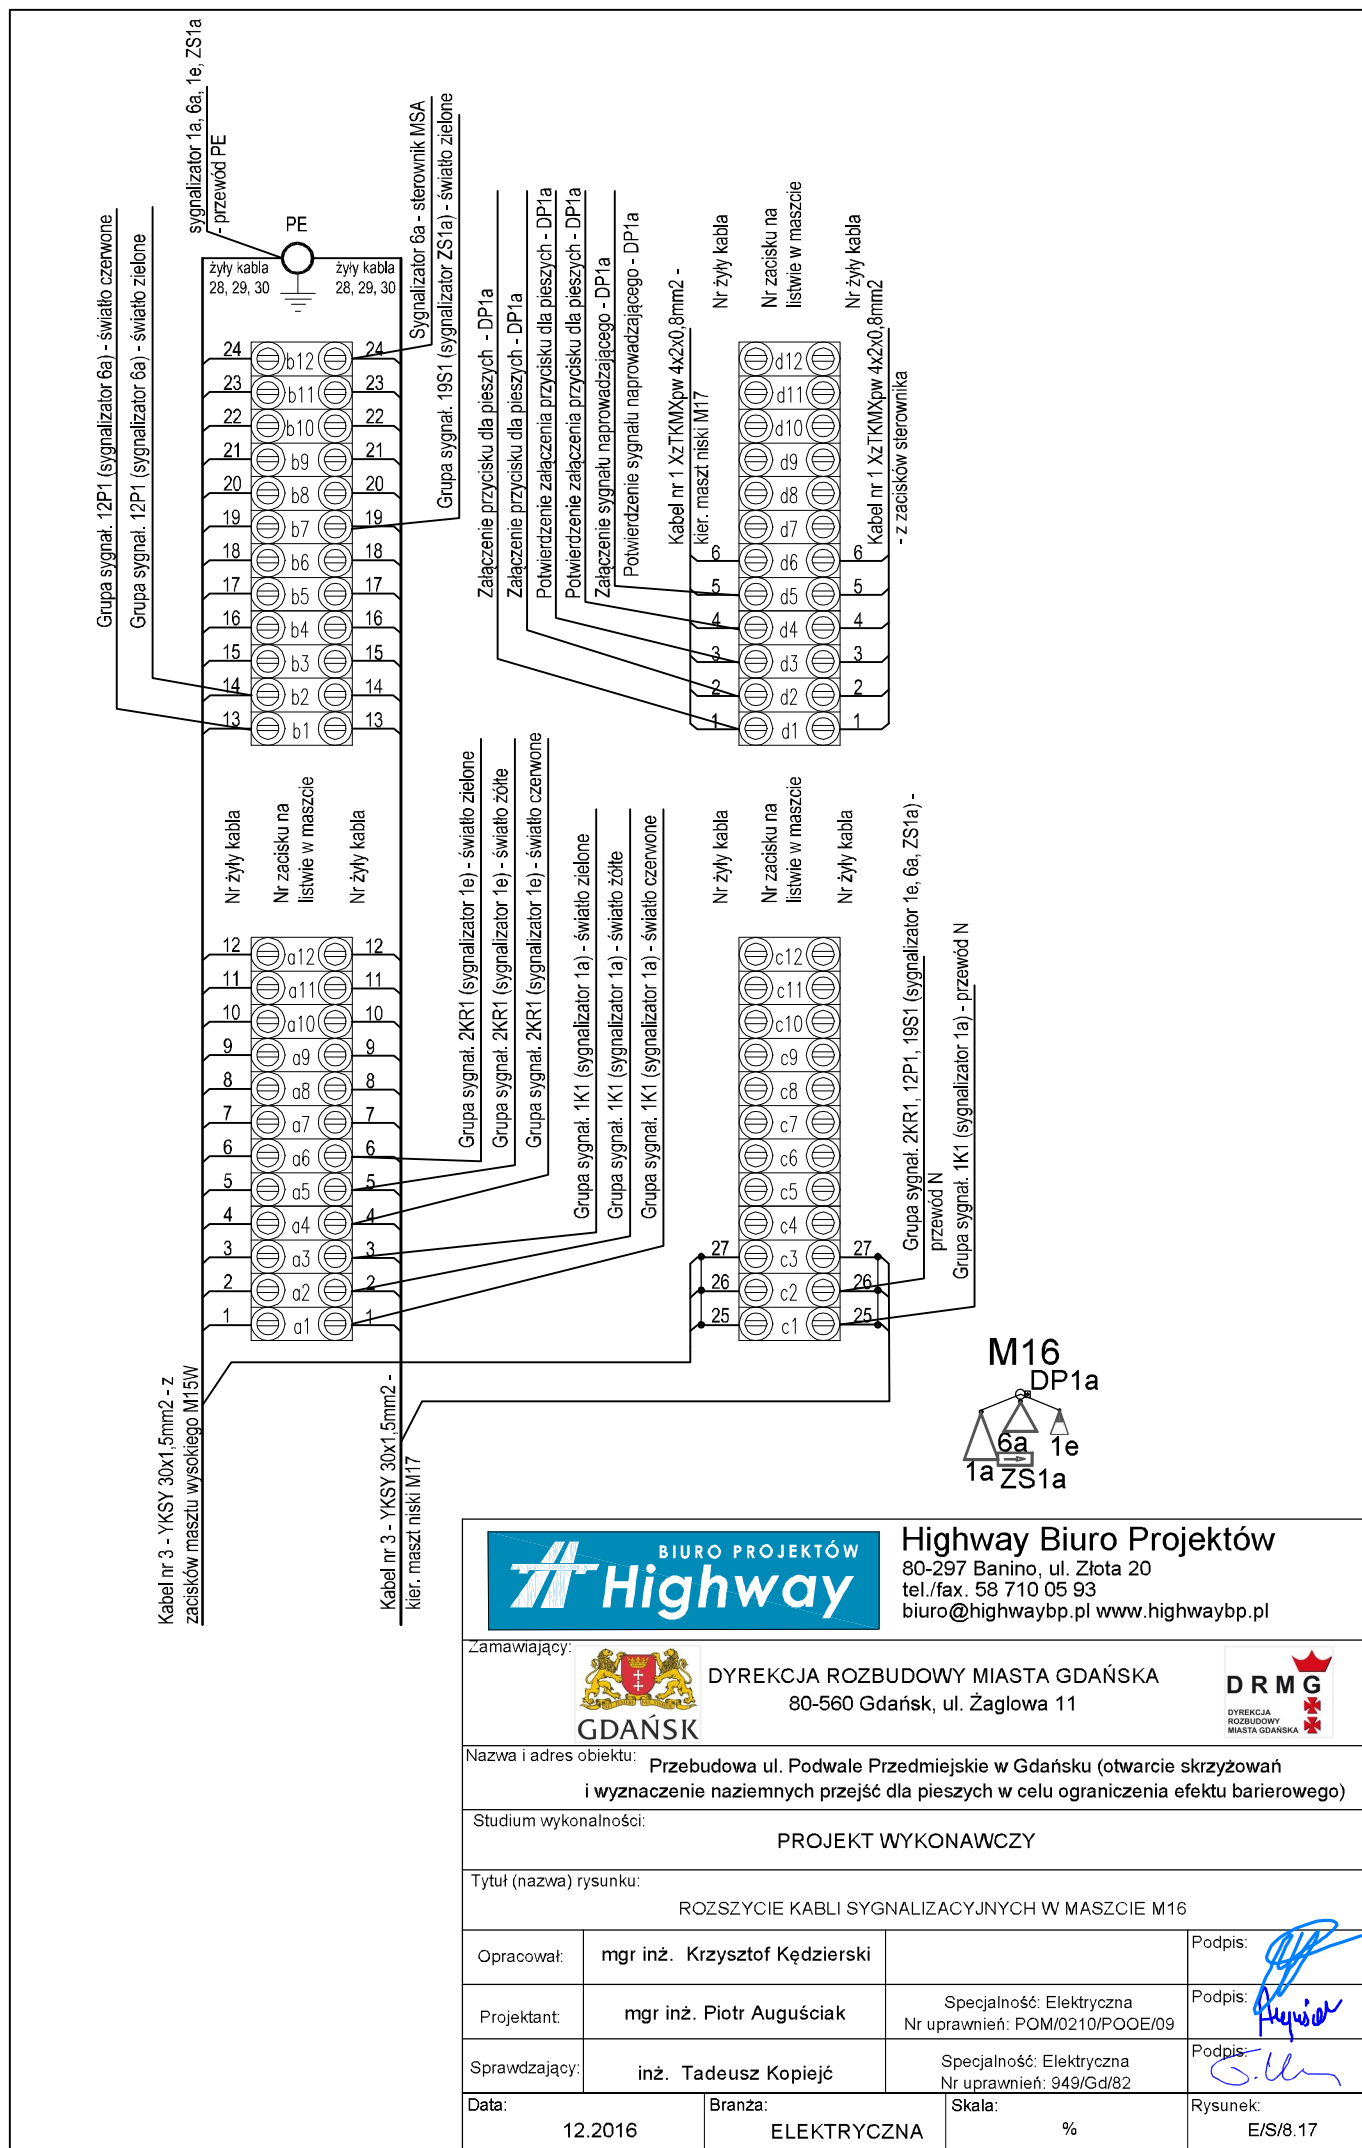 sygnalizator 1a, 6a, 1e, ZS1a
- przewód PE
PE
żyły kabla
28, 29, 30
żyły kabla
28, 29, 30
Grupa sygnał. 12P1 (sygnalizator 6a) - światło czerwone
Grupa sygnał. 12P1 (sygnalizator 6a) - światło zielone
Sygnalizator 6a - sterownik MSA
Grupa sygnał. 19S1 (sygnalizator ZS1a) - światło zielone
24 b12 24
23 b11 23
22 b10 22
21 b9 21
20 b8 20
19 b7 19
18 b6 18
17 b5 17
16 b4 16
15 b3 15
14 b2 14
13 b1 13
Załączenie przycisku dla pieszych - DP1a
Załączenie przycisku dla pieszych - DP1a
Potwierdzenie załączenia przycisku dla pieszych - DP1a
Potwierdzenie załączenia przycisku dla pieszych - DP1a
Załączenie sygnału naprowadzającego - DP1a
Potwierdzenie sygnału naprowadzającego - DP1a
Kabel nr 1 XzTKMXpw 4x2x0,8mm2 -
kier. maszt niski M17
Nr żyły kabla
Nr zacisku na
listwie w maszcie
Nr żyły kabla
Kabel nr 1 XzTKMXpw 4x2x0,8mm2
- z zacisków sterownika
d12
d11
d10
d9
d8
d7
6 d6 6
5 d5 5
4 d4 4
3 d3 3
2 d2 2
1 d1 1
Nr żyły kabla
Nr zacisku na
listwie w maszcie
Nr żyły kabla
12 a12 12
11 a11 11
10 a10 10
9 a9 9
8 a8 8
7 a7 7
6 a6 6
5 a5 5
4 a4 4
3 a3 3
2 a2 2
1 a1 1
Grupa sygnał. 2KR1 (sygnalizator 1e) - światło zielone
Grupa sygnał. 2KR1 (sygnalizator 1e) - światło żółte
Grupa sygnał. 2KR1 (sygnalizator 1e) - światło czerwone
Grupa sygnał. 1K1 (sygnalizator 1a) - światło zielone
Grupa sygnał. 1K1 (sygnalizator 1a) - światło żółte
Grupa sygnał. 1K1 (sygnalizator 1a) - światło czerwone
Nr żyły kabla
Nr zacisku na
listwie w maszcie
Nr żyły kabla
c12
c11
c10
c9
c8
c7
c6
c5
c4
27 c3 27
26 c2 26
25 c1 25
Grupa sygnał. 2KR1, 12P1, 19S1 (sygnalizator 1e, 6a, ZS1a) -
przewód N
Grupa sygnał. 1K1 (sygnalizator 1a) - przewód N
Kabel nr 3 - YKSY 30x1,5mm2 - z
zacisków masztu wysokiego M15W
Kabel nr 3 - YKSY 30x1,5mm2 -
kier. maszt niski M17
M16
DP1a
6a
1e
1a
ZS1a
BIURO PROJEKTÓW
Highway
Highway Biuro Projektów
80-297 Banino, ul. Złota 20
tel./fax. 58 710 05 93
biuro@highwaybp.pl www.highwaybp.pl
Zamawiający:
GDAŃSK
DYREKCJA ROZBUDOWY MIASTA GDAŃSKA
80-560 Gdańsk, ul. Żaglowa 11
DRMG
DYREKCJA
ROZBUDOWY
MIASTA GDAŃSKA
Nazwa i adres obiektu:
Przebudowa ul. Podwale Przedmiejskie w Gdańsku (otwarcie skrzyżowań
i wyznaczenie naziemnych przejść dla pieszych w celu ograniczenia efektu barierowego)
Studium wykonalności:
PROJEKT WYKONAWCZY
Tytuł (nazwa) rysunku:
ROZSZYCIE KABLI SYGNALIZACYJNYCH W MASZCIE M16
Opracował: mgr inż. Krzysztof Kędzierski Podpis:
Projektant: mgr inż. Piotr Auguściak
Specjalność: Elektryczna
Nr uprawnień: POM/0210/POOE/09
Podpis:
Sprawdzający: inż. Tadeusz Kopiejć
Specjalność: Elektryczna
Nr uprawnień: 949/Gd/82
Podpis:
Data:
12.2016
Branża:
ELEKTRYCZNA
Skala:
%
Rysunek:
E/S/8.17